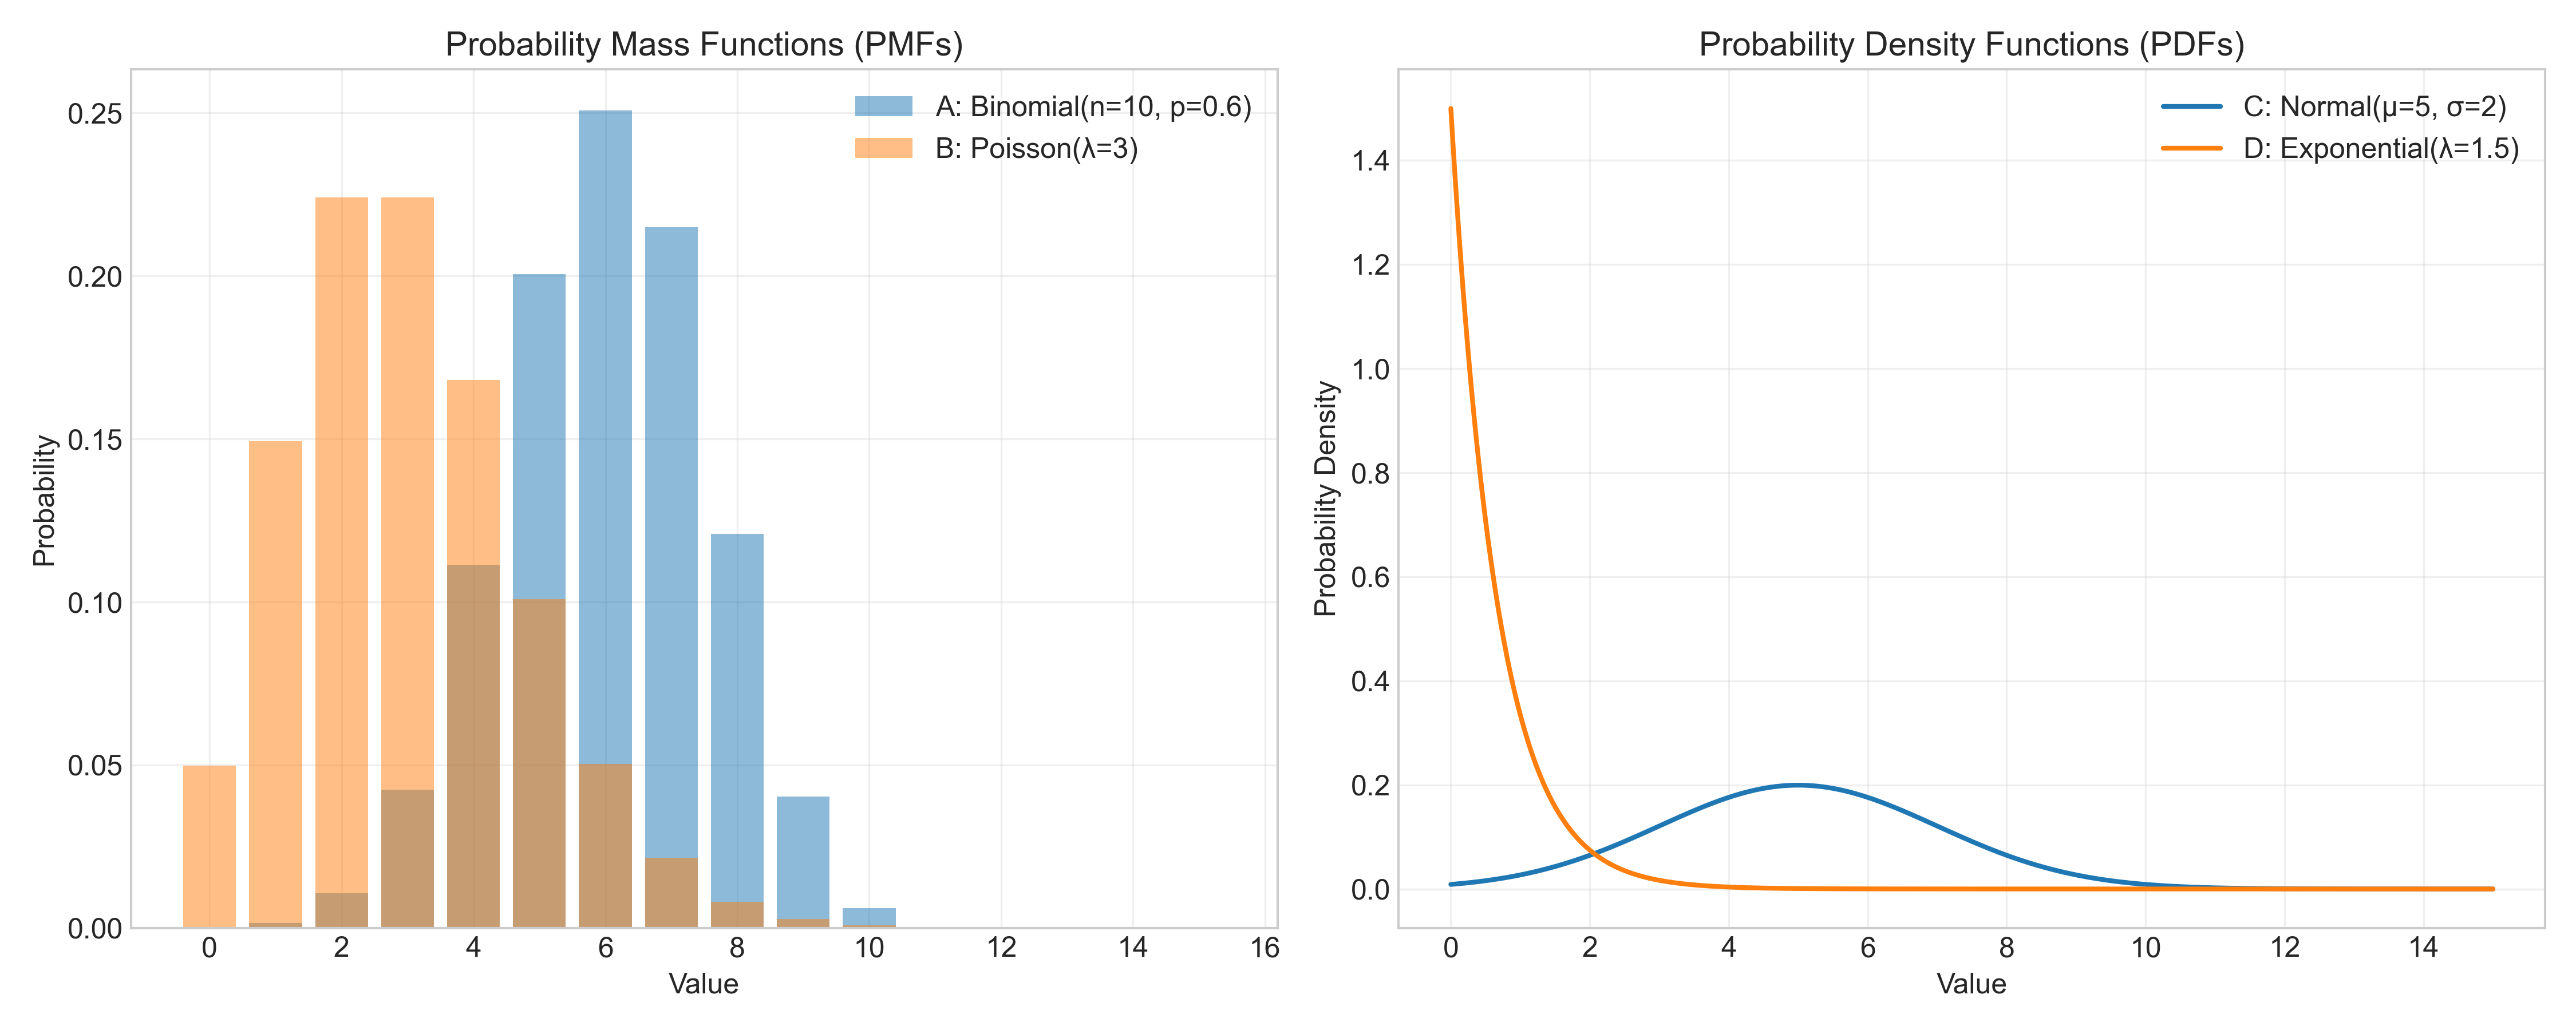 Probability Mass Functions (PMFs)
A: Binomial(n=10, p=0.6)
B: Poisson(λ=3)
Probability
0.25
0.20
0.15
0.10
0.05
0.00
0 2 4 6 8 10 12 14 16
Value
Probability Density Functions (PDFs)
C: Normal(μ=5, σ=2)
D: Exponential(λ=1.5)
Probability Density
1.4
1.2
1.0
0.8
0.6
0.4
0.2
0.0
0 2 4 6 8 10 12 14
Value